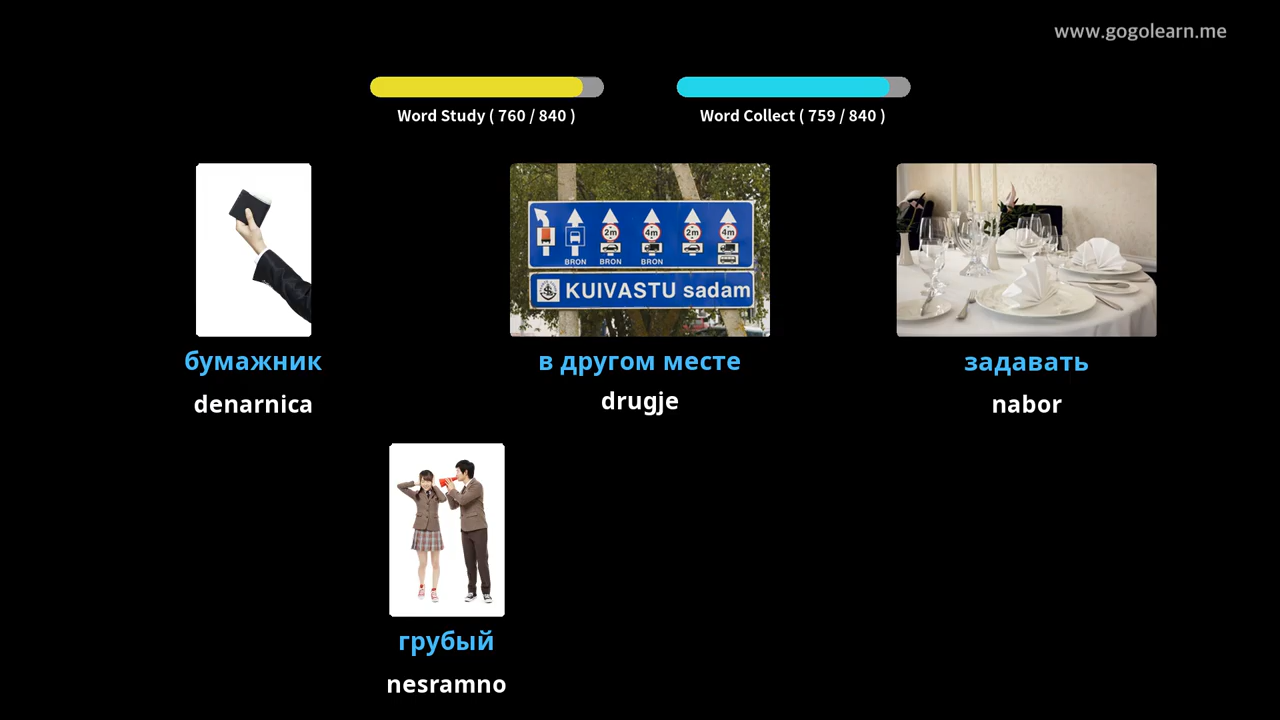 www.gogolearn.me
Word Study ( 760 / 840 )
Word Collect ( 759 / 840 )
2m
4m
2m
4m
BRON
BRON
BRON
KUIVASTU sadam
бумажник
в другом месте
задавать
denarnica
drugje
nabor
грубый
nesramno